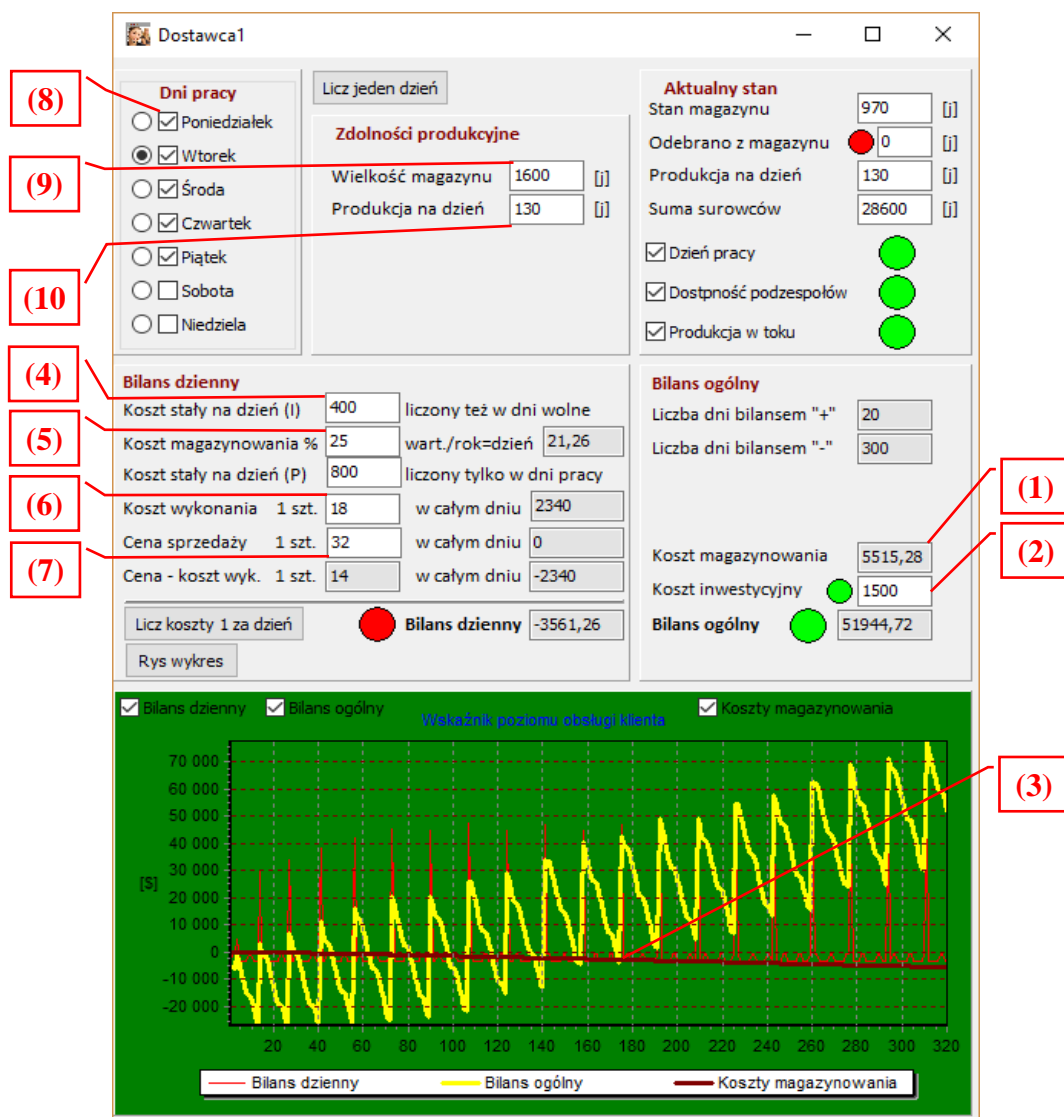 Dostawca1
(8)
(9)
(10)
(4)
(5)
(6)
(7)
(1)
(2)
(3)
Dni pracy
Poniedziałek
Wtorek
Środa
Czwartek
Piątek
Sobota
Niedziela
Licz jeden dzień
Zdolności produkcyjne
Wielkość magazynu 1600 [j]
Produkcja na dzień 130 [j]
Aktualny stan
Stan magazynu 970 [j]
Odebrano z magazynu 0 [j]
Produkcja na dzień 130 [j]
Suma surowców 28600 [j]
Dzień pracy
Dostpność podzespołów
Produkcja w toku
Bilans dzienny
Koszt stały na dzień (I) 400 liczony też w dni wolne
Koszt magazynowania % 25 wart./rok=dzień 21,26
Koszt stały na dzień (P) 800 liczony tylko w dni pracy
Koszt wykonania 1 szt. 18 w całym dniu 2340
Cena sprzedaży 1 szt. 32 w całym dniu 0
Cena - koszt wyk. 1 szt. 14 w całym dniu -2340
Licz koszty 1 za dzień Bilans dzienny -3561,26
Rys wykres
Bilans ogólny
Liczba dni bilansem "+" 20
Liczba dni bilansem "-" 300
Koszt magazynowania 5515,28
Koszt inwestycyjny 1500
Bilans ogólny 51944,72
Bilans dzienny Bilans ogólny Koszty magazynowania
Wskaźnik poziomu obsługi klienta
70 000
60 000
50 000
40 000
30 000
20 000
10 000
0
-10 000
-20 000
[$]
20 40 60 80 100 120 140 160 180 200 220 240 260 280 300 320
Bilans dzienny Bilans ogólny Koszty magazynowania